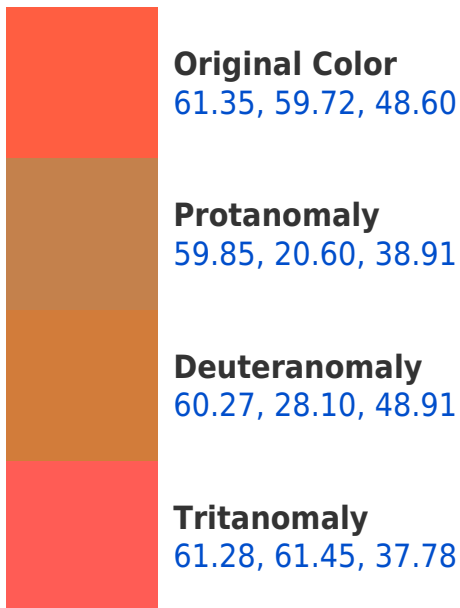 Original Color
61.35, 59.72, 48.60
Protanomaly
59.85, 20.60, 38.91
Deuteranomaly
60.27, 28.10, 48.91
Tritanomaly
61.28, 61.45, 37.78